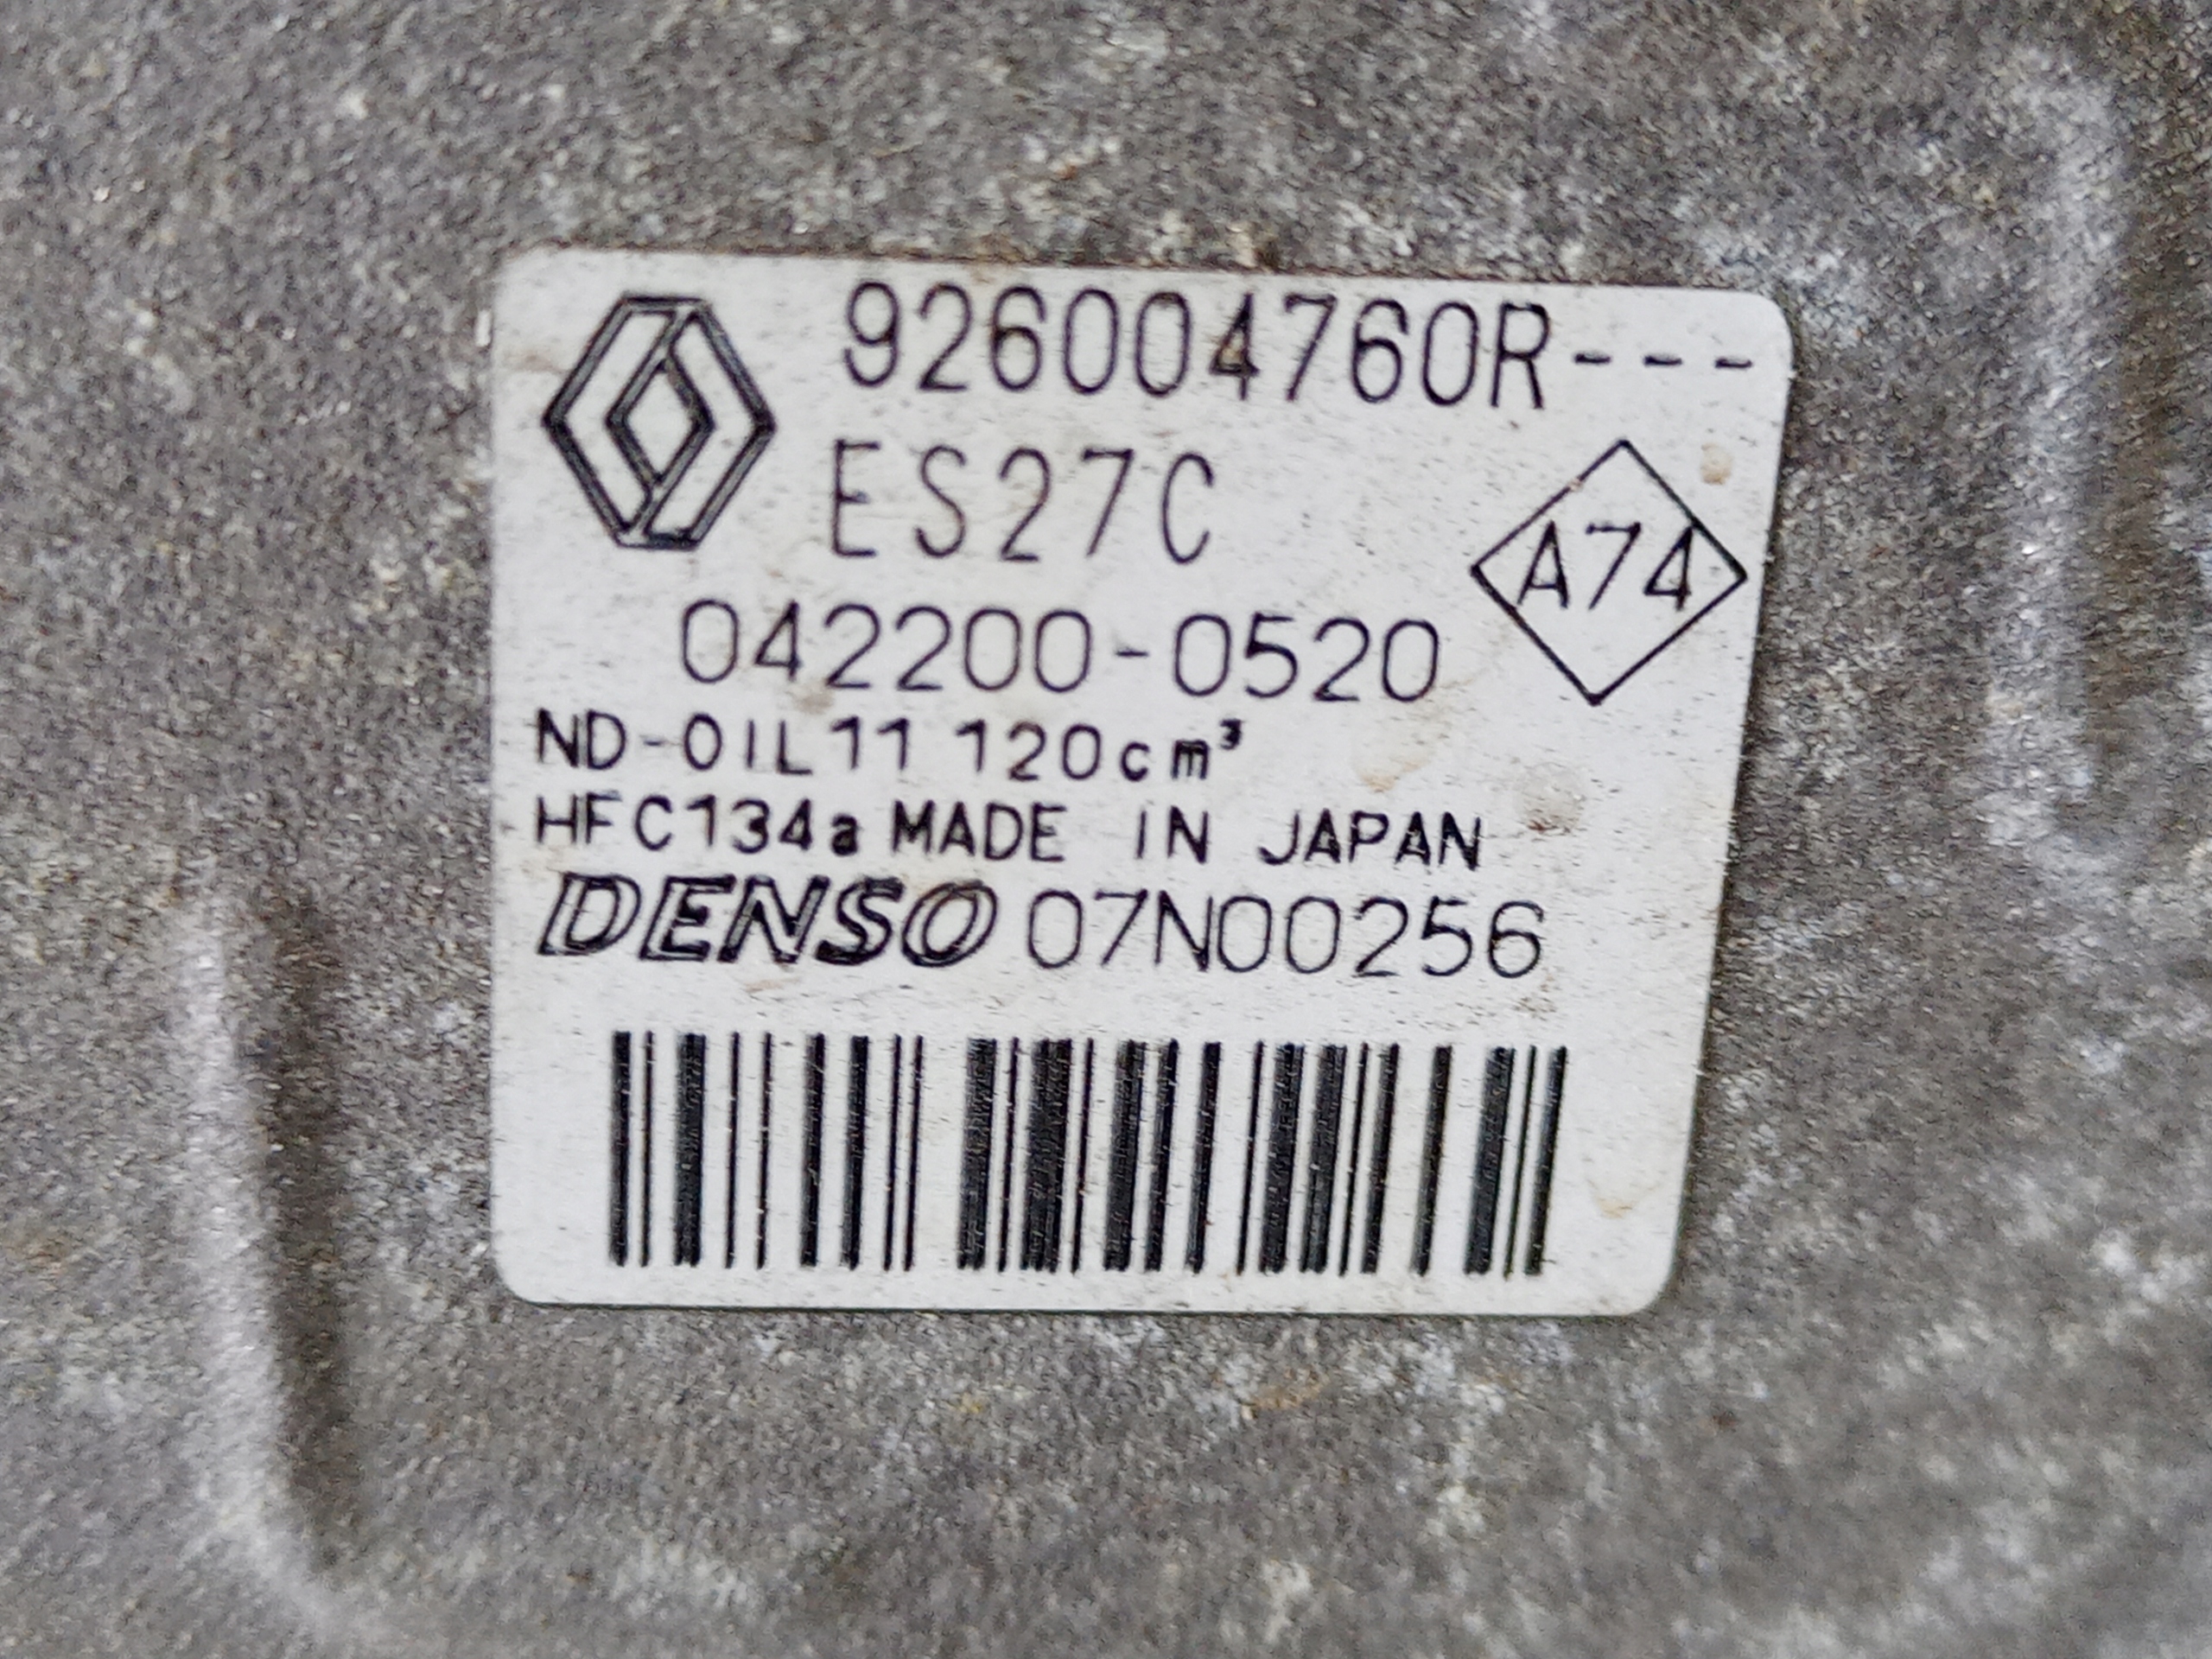 926004760R---
ES27C
A74
042200-0520
ND-OIL11 120cm³
HFC134a MADE IN JAPAN
DENSO 07N00256